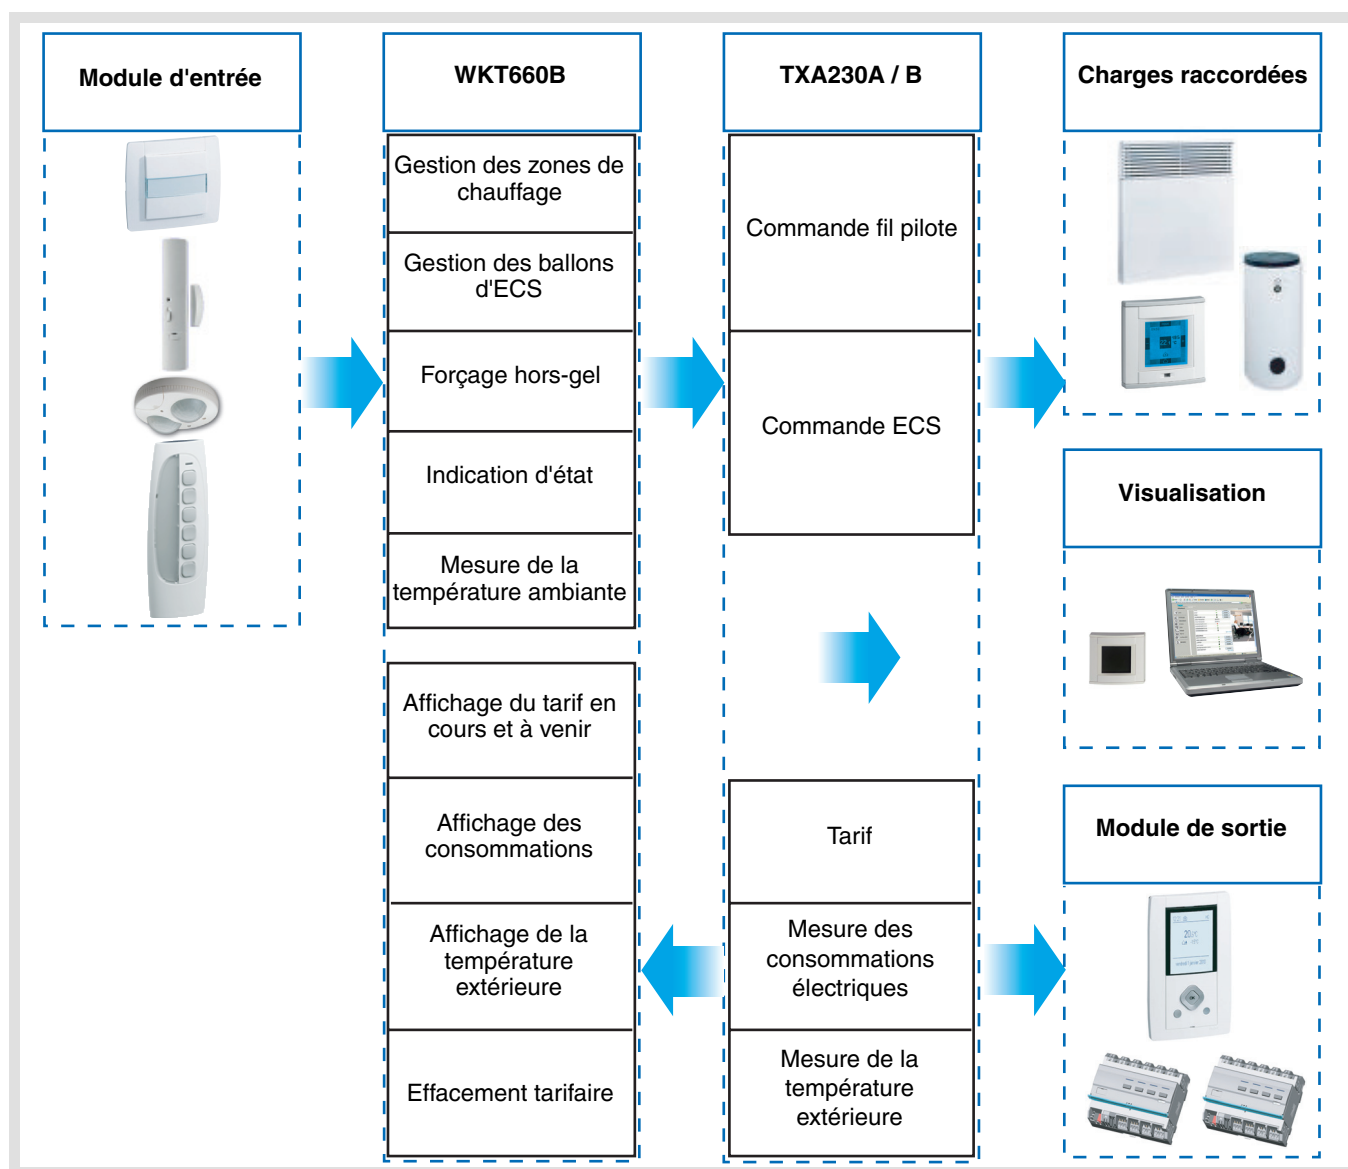 Module d'entrée
WKT660B
TXA230A / B
Charges raccordées
Gestion des zones de
chauffage
Gestion des ballons
d'ECS
Forçage hors-gel
Indication d'état
Mesure de la
température ambiante
Commande fil pilote
Commande ECS
Visualisation
Affichage du tarif en
cours et à venir
Affichage des
consommations
Affichage de la
température
extérieure
Effacement tarifaire
Tarif
Mesure des
consommations
électriques
Mesure de la
température
extérieure
Module de sortie